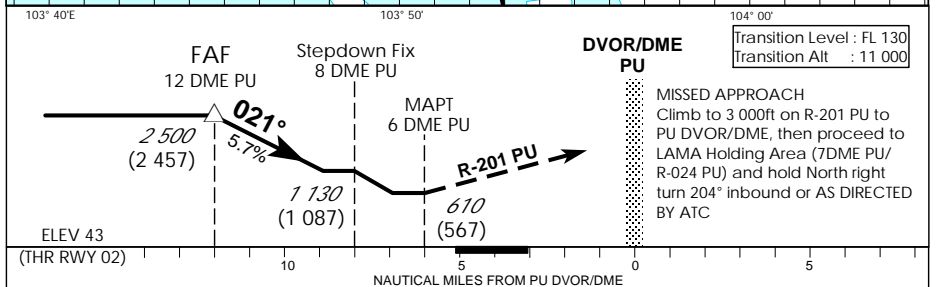 103° 40'
103° 50'
104° 00'
Transition Level : FL 130
Transition Alt : 11 000
FAF
12 DME PU
Stepdown Fix
8 DME PU
MAPT
6 DME PU
DVOR/DME
PU
MISSED APPROACH
Climb to 3 000ft on R-201 PU to
PU DVOR/DME, then proceed to
LAMA Holding Area (7DME PU/
R-024 PU) and hold North right
turn 204° inbound or AS DIRECTED
BY ATC
021°
5.7%
2 500
(2 457)
1 130
(1 087)
R-201 PU
610
(567)
ELEV 43
(THR RWY 02)
10
5
0
5
NAUTICAL MILES FROM PU DVOR/DME